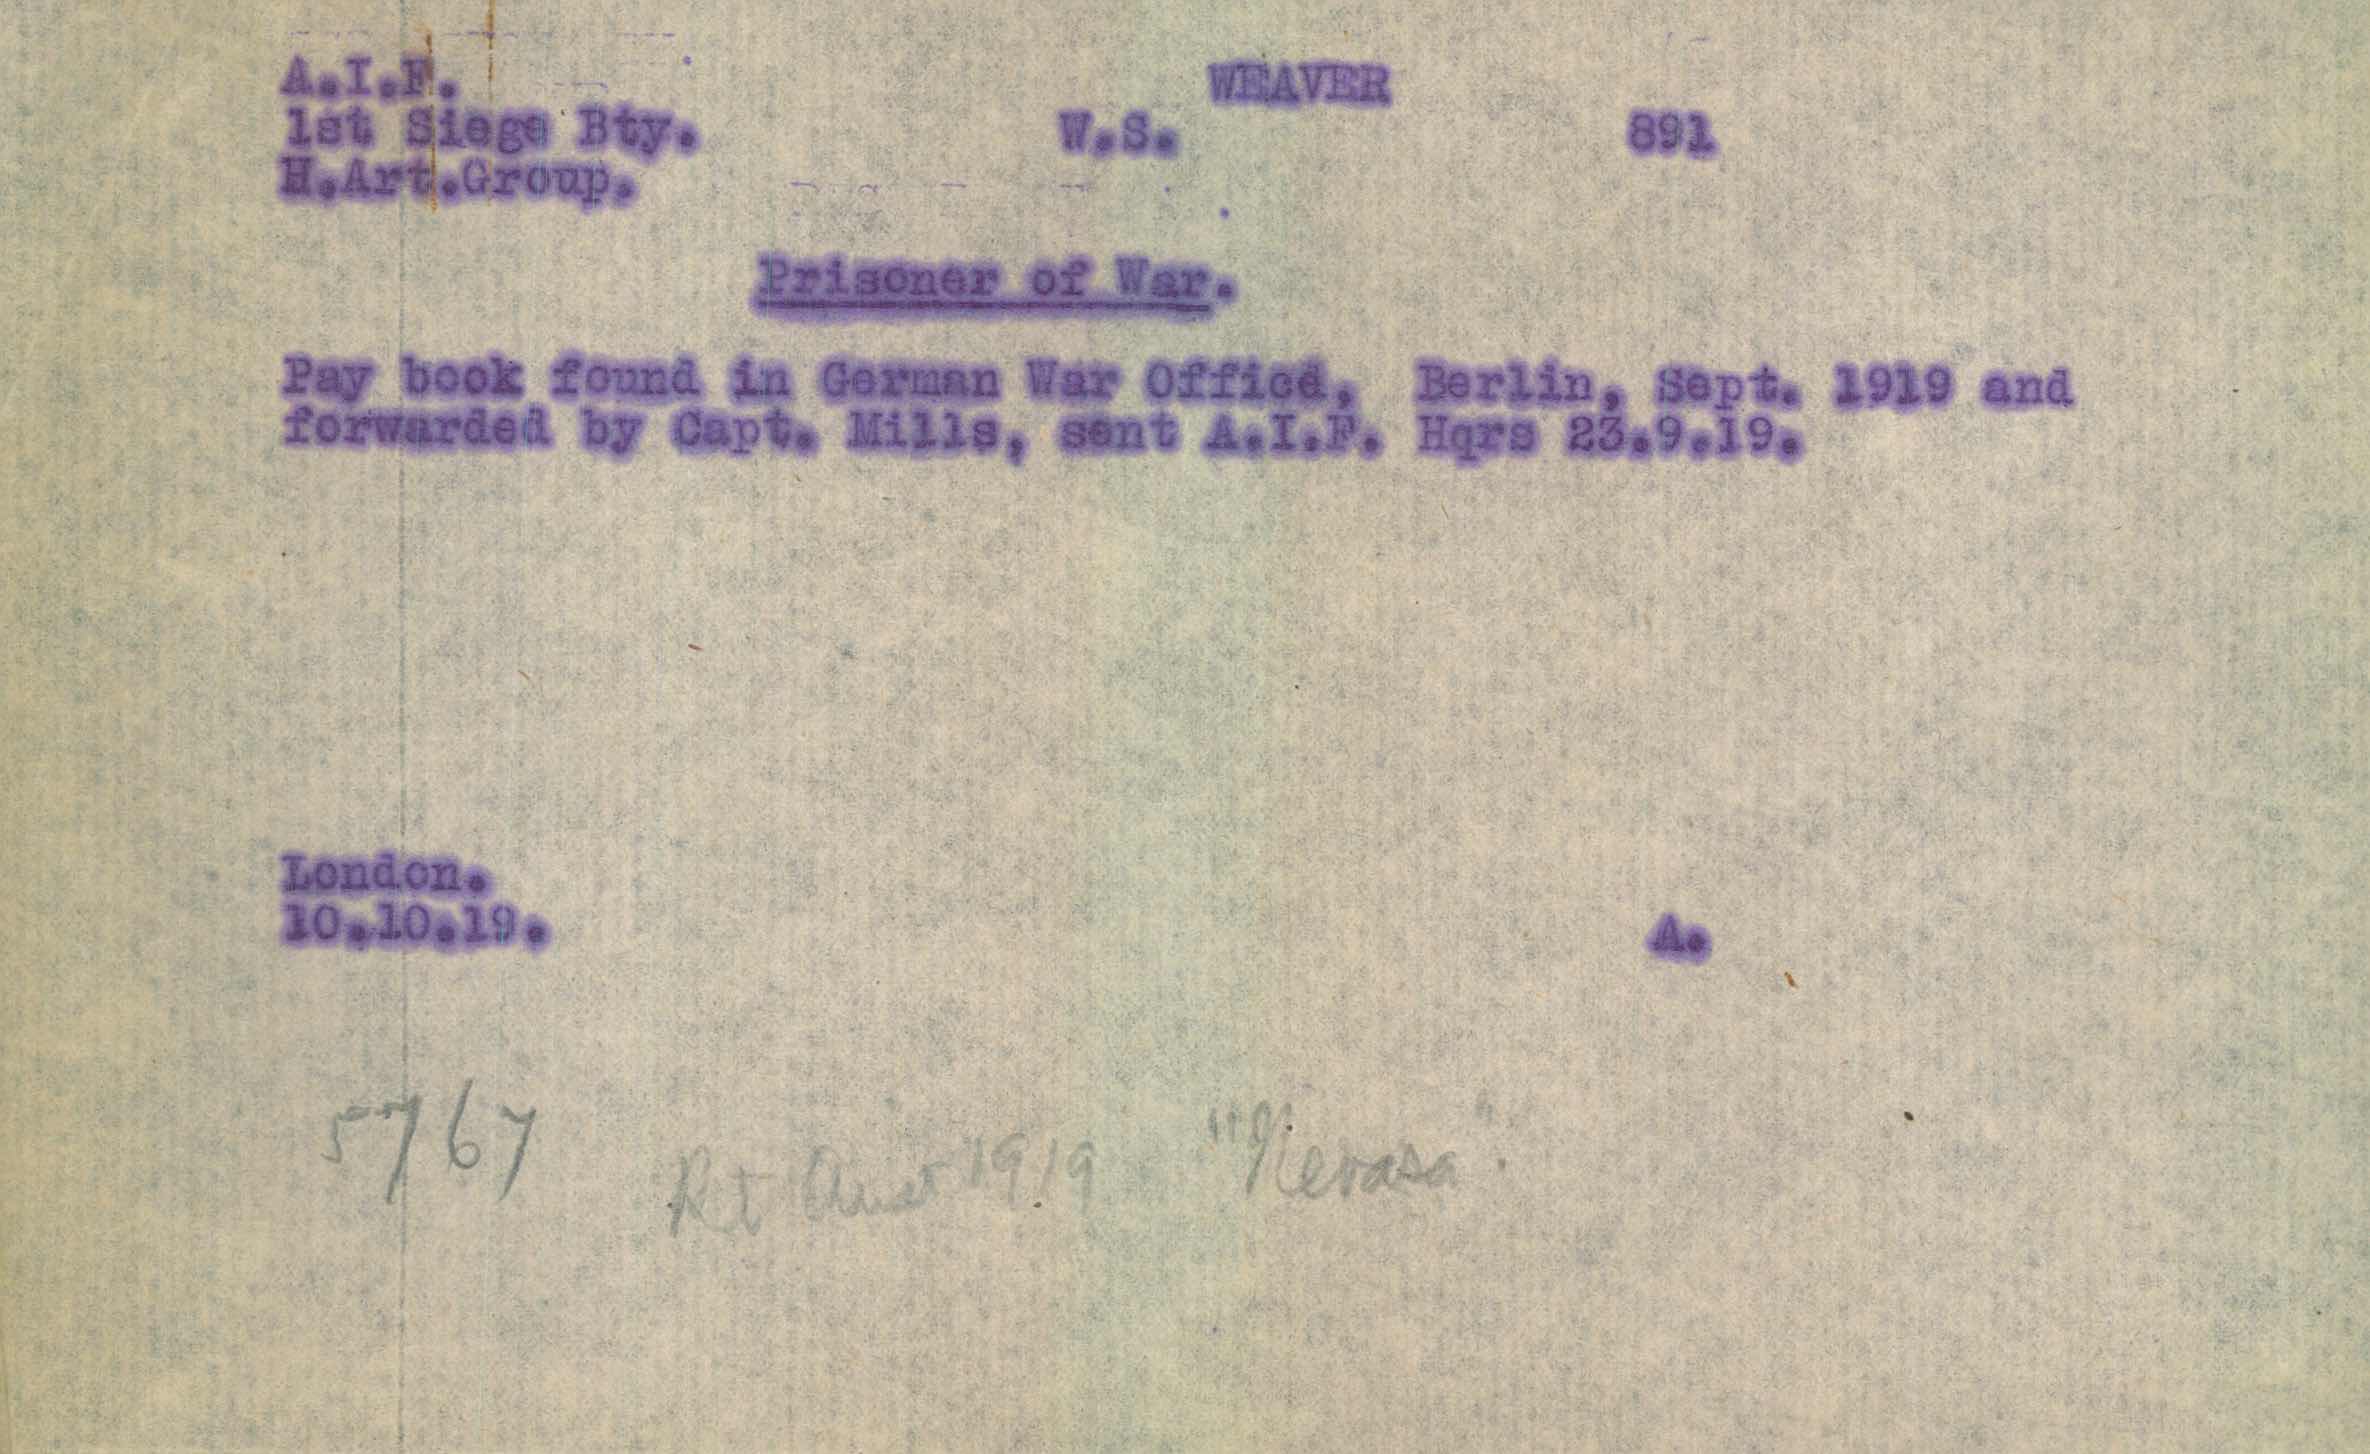 A.I.F. WEAVER
1st Siege Bty. W.S. 891
H.Art.Group.
Prisoner of War.
Pay book found in German War Office, Berlin, Sept. 1919 and
forwarded by Capt. Mills, sent A.I.F. Hqrs 23.9.19.
London.
10.10.19. A.
5767
Rt Aust 1919 "Nevasa".